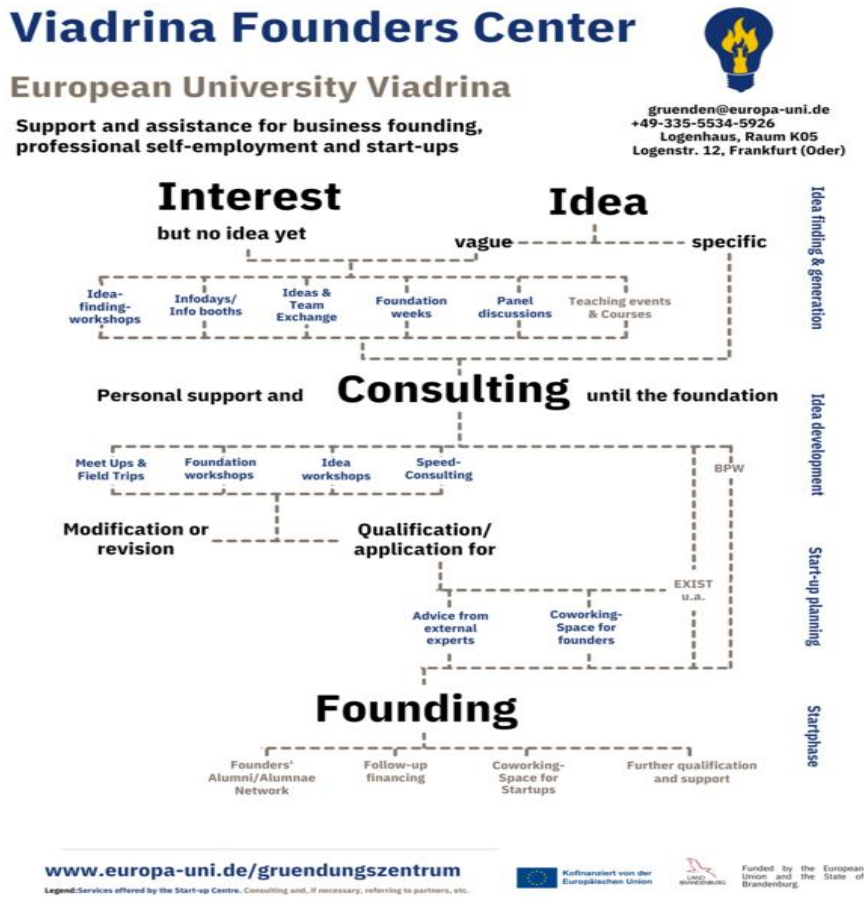 Viadrina Founders Center
European University Viadrina
Support and assistance for business founding,
professional self-employment and start-ups
gruenden@europa-uni.de
+49-335-5534-5926
Logenhaus, Raum K05
Logenstr. 12, Frankfurt (Oder)
Interest
but no idea yet
Idea
vague
specific
Idea finding & generation
Idea-
finding-
workshops
Infodays/
Info booths
Ideas &
Team
Exchange
Foundation
weeks
Panel
discussions
Teaching events
& Courses
Personal support and
Consulting
until the foundation
Idea development
Meet Ups &
Field Trips
Foundation
workshops
Idea
workshops
Speed-
Consulting
BPW
Modification or
revision
Qualification/
application for
Start-up planning
EXIST
u.a.
Advice from
external
experts
Coworking-
Space for
founders
Founding
Startphase
Founders'
Alumni/Alumnae
Network
Follow-up
financing
Coworking-
Space for
Startups
Further qualification
and support
www.europa-uni.de/gruendungszentrum
Legend:Services offered by the Start-up Centre. Consulting and, if necessary, referring to partners, etc.
Kofinanziert von der
Europäischen Union
LAND
BRANDENBURG
Funded by the European
Union and the State of
Brandenburg.